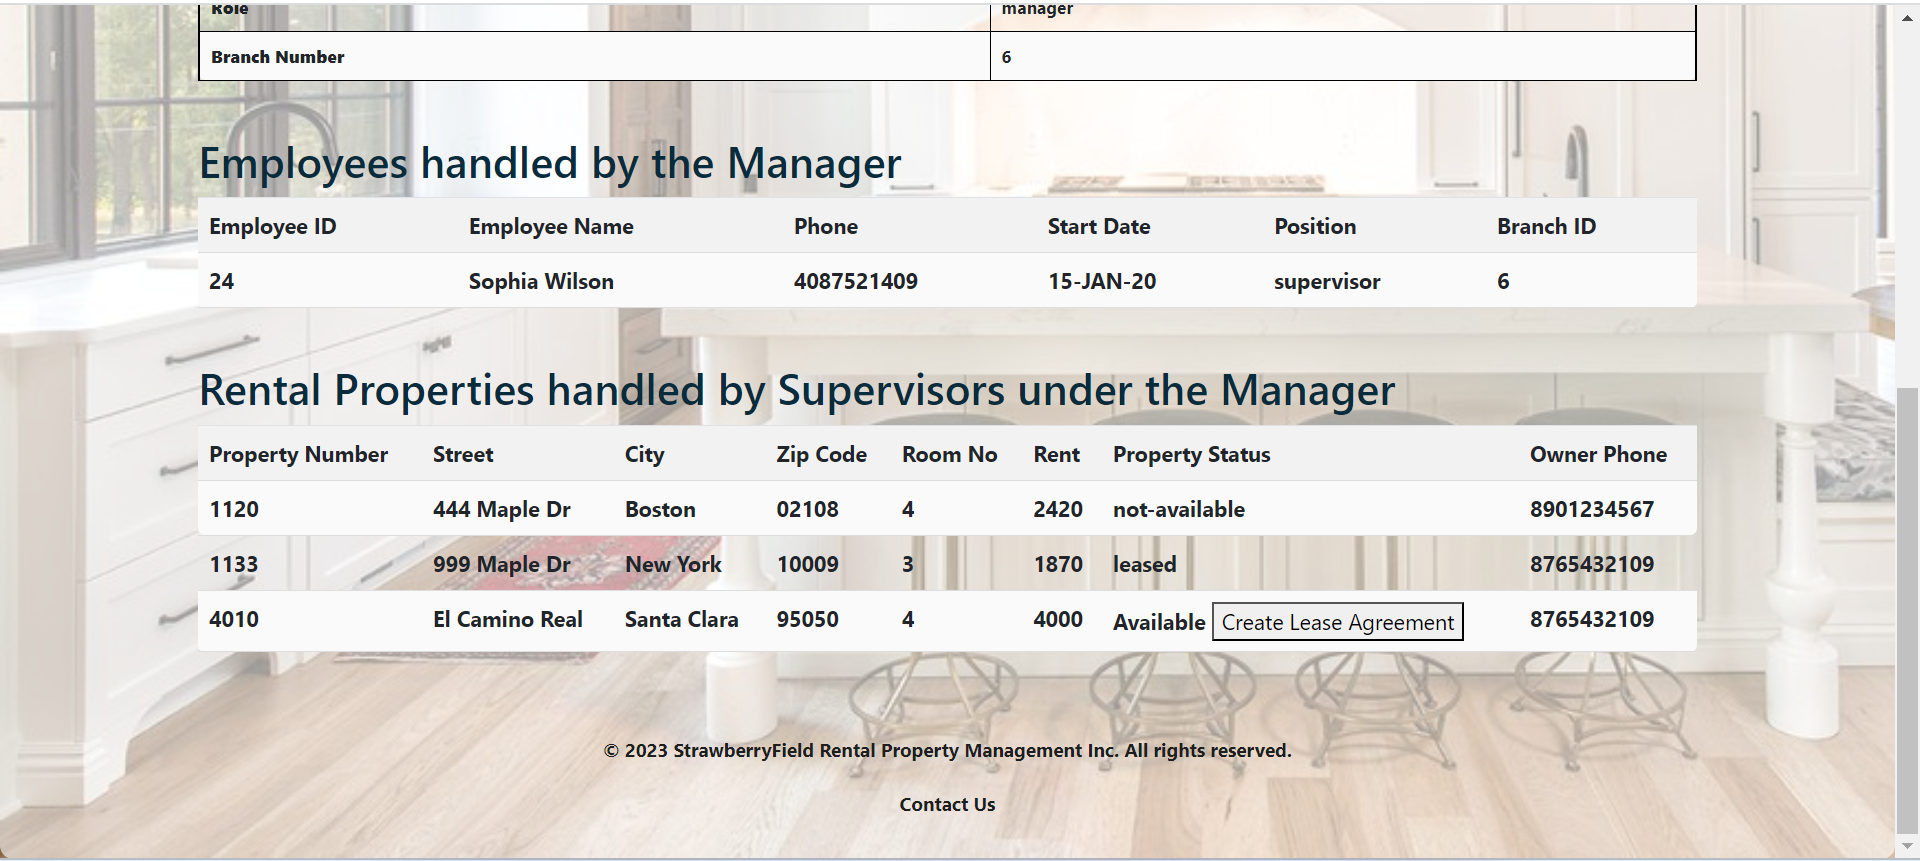 Role manager
Branch Number 6
Employees handled by the Manager
Employee ID Employee Name Phone Start Date Position Branch ID
24 Sophia Wilson 4087521409 15-JAN-20 supervisor 6
Rental Properties handled by Supervisors under the Manager
Property Number Street City Zip Code Room No Rent Property Status Owner Phone
1120 444 Maple Dr Boston 02108 4 2420 not-available 8901234567
1133 999 Maple Dr New York 10009 3 1870 leased 8765432109
4010 El Camino Real Santa Clara 95050 4 4000 Available Create Lease Agreement 8765432109
© 2023 StrawberryField Rental Property Management Inc. All rights reserved.
Contact Us